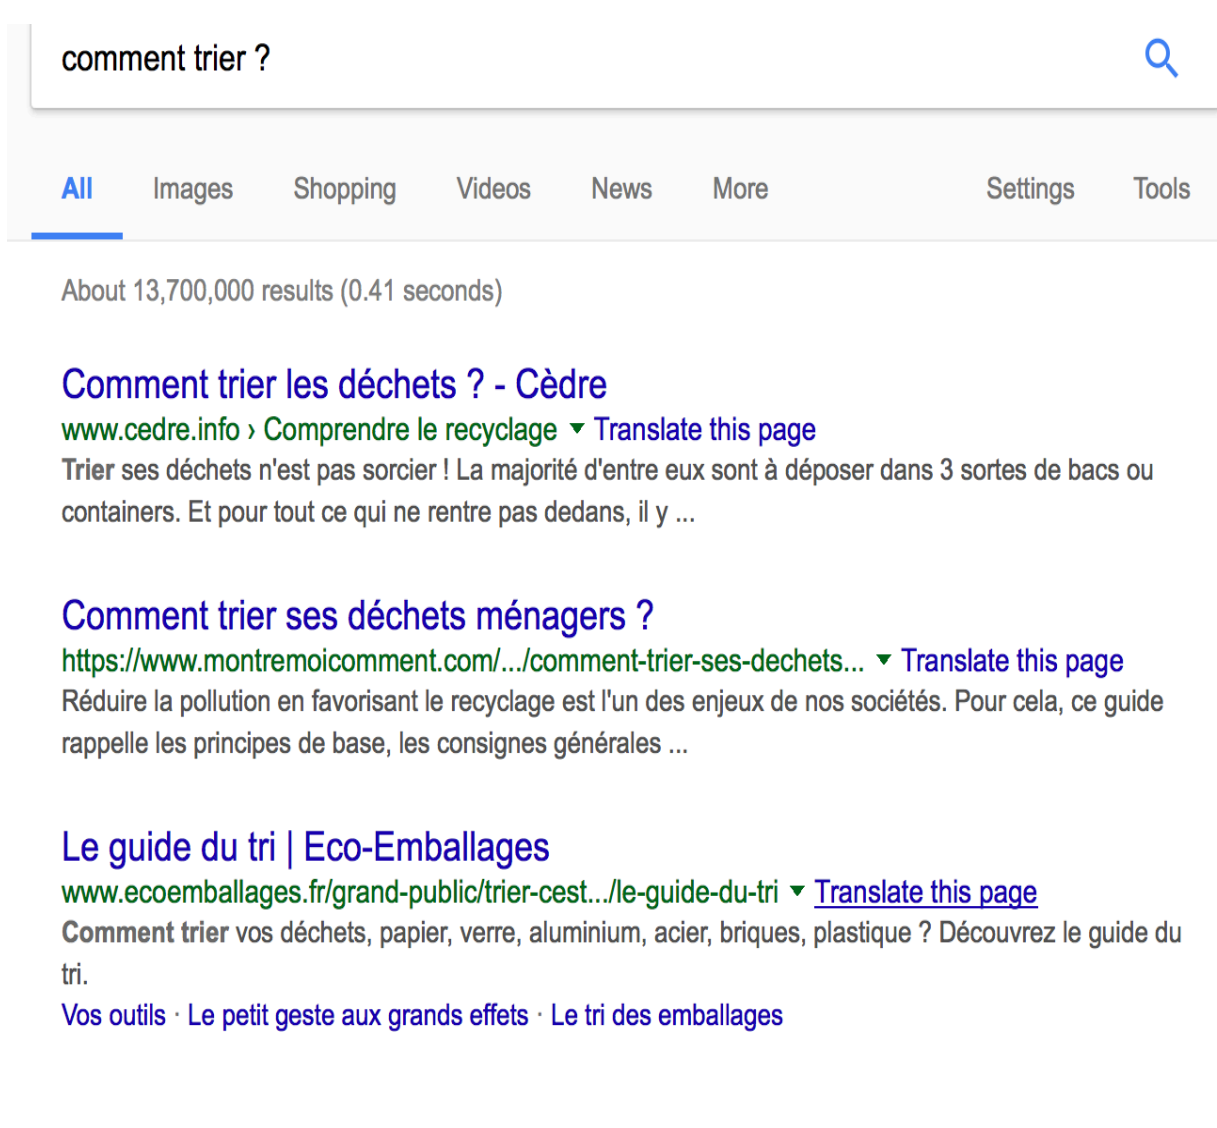 comment trier ?
All Images Shopping Videos News More Settings Tools
About 13,700,000 results (0.41 seconds)
Comment trier les déchets ? - Cèdre
www.cedre.info › Comprendre le recyclage ▼ Translate this page
Trier ses déchets n'est pas sorcier ! La majorité d'entre eux sont à déposer dans 3 sortes de bacs ou
containers. Et pour tout ce qui ne rentre pas dedans, il y ...
Comment trier ses déchets ménagers ?
https://www.montremoicomment.com/.../comment-trier-ses-dechets... ▼ Translate this page
Réduire la pollution en favorisant le recyclage est l'un des enjeux de nos sociétés. Pour cela, ce guide
rappelle les principes de base, les consignes générales ...
Le guide du tri | Eco-Emballages
www.ecoemballages.fr/grand-public/trier-cest.../le-guide-du-tri ▼ Translate this page
Comment trier vos déchets, papier, verre, aluminium, acier, briques, plastique ? Découvrez le guide du
tri.
Vos outils · Le petit geste aux grands effets · Le tri des emballages